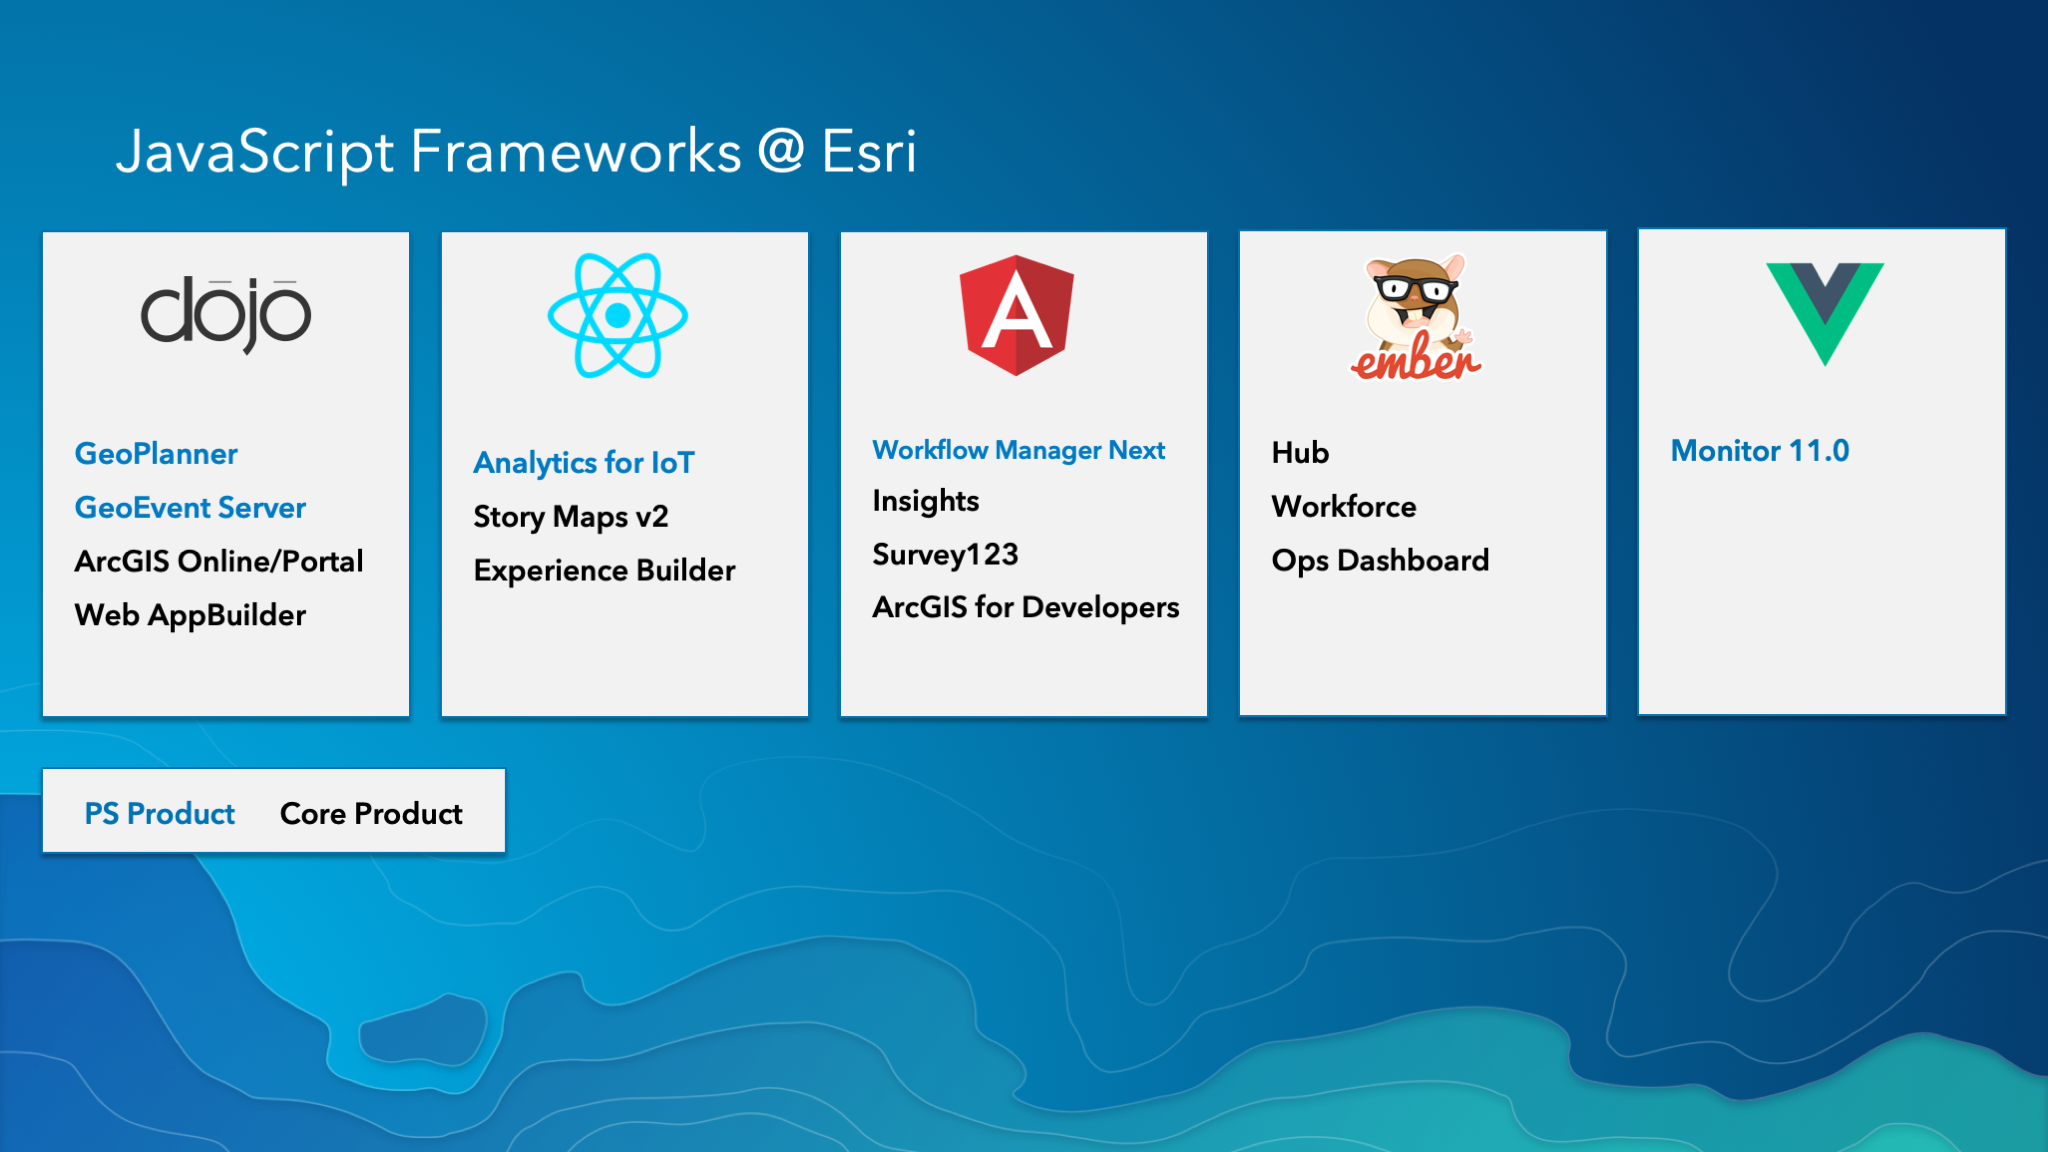 JavaScript Frameworks @ Esri
dōjō
GeoPlanner
GeoEvent Server
ArcGIS Online/Portal
Web AppBuilder
Analytics for IoT
Story Maps v2
Experience Builder
A
Workflow Manager Next
Insights
Survey123
ArcGIS for Developers
ember
Hub
Workforce
Ops Dashboard
Monitor 11.0
PS Product Core Product